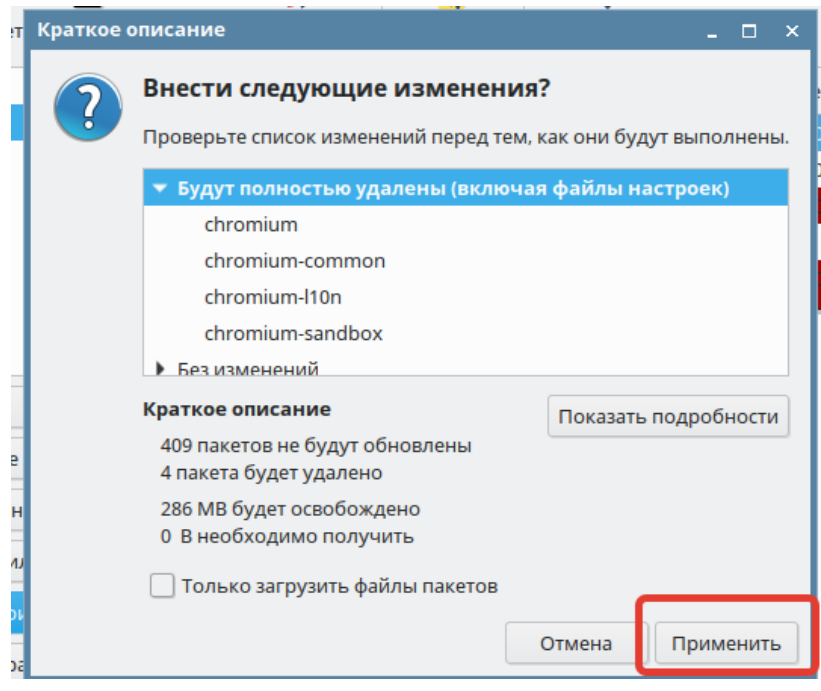 Краткое описание
Внести следующие изменения?
Проверьте список изменений перед тем, как они будут выполнены.
Будут полностью удалены (включая файлы настроек)
chromium
chromium-common
chromium-l10n
chromium-sandbox
Без изменений
Краткое описание
Показать подробности
409 пакетов не будут обновлены
4 пакета будет удалено
286 MB будет освобождено
0 B необходимо получить
Только загрузить файлы пакетов
Отмена
Применить